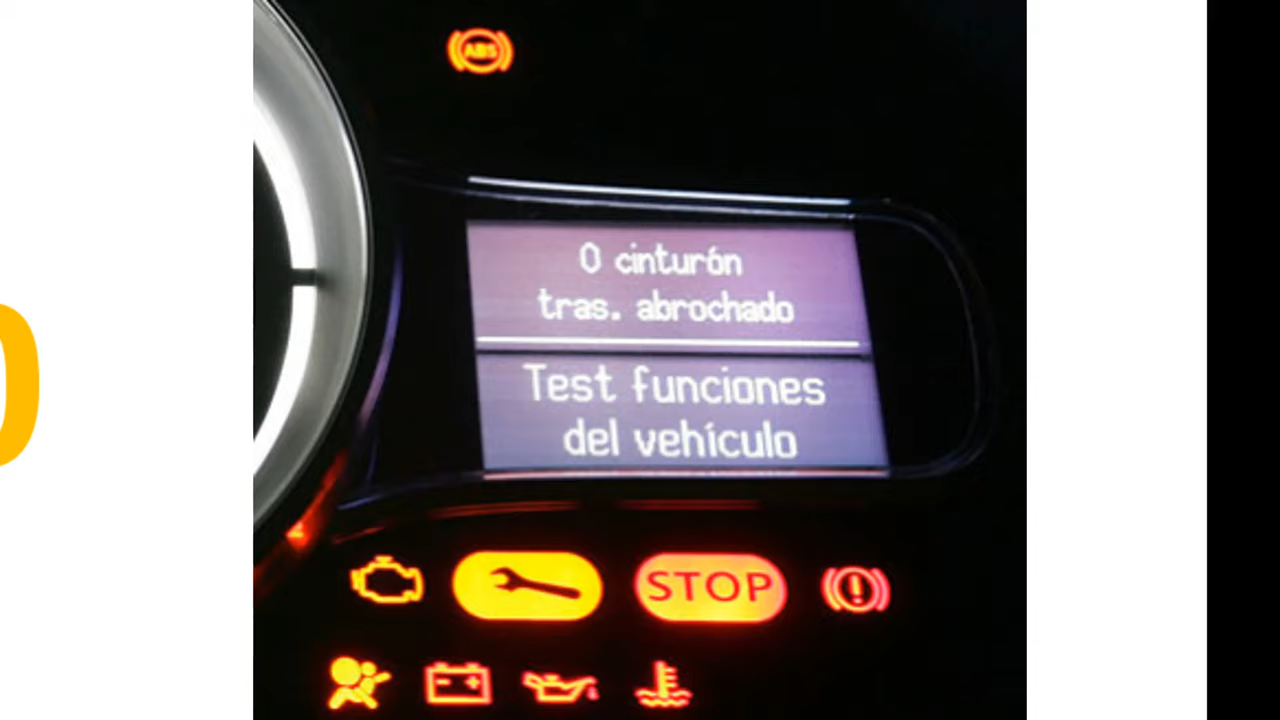 ABS
0 cinturón
tras. abrochado
Test funciones
del vehículo
STOP